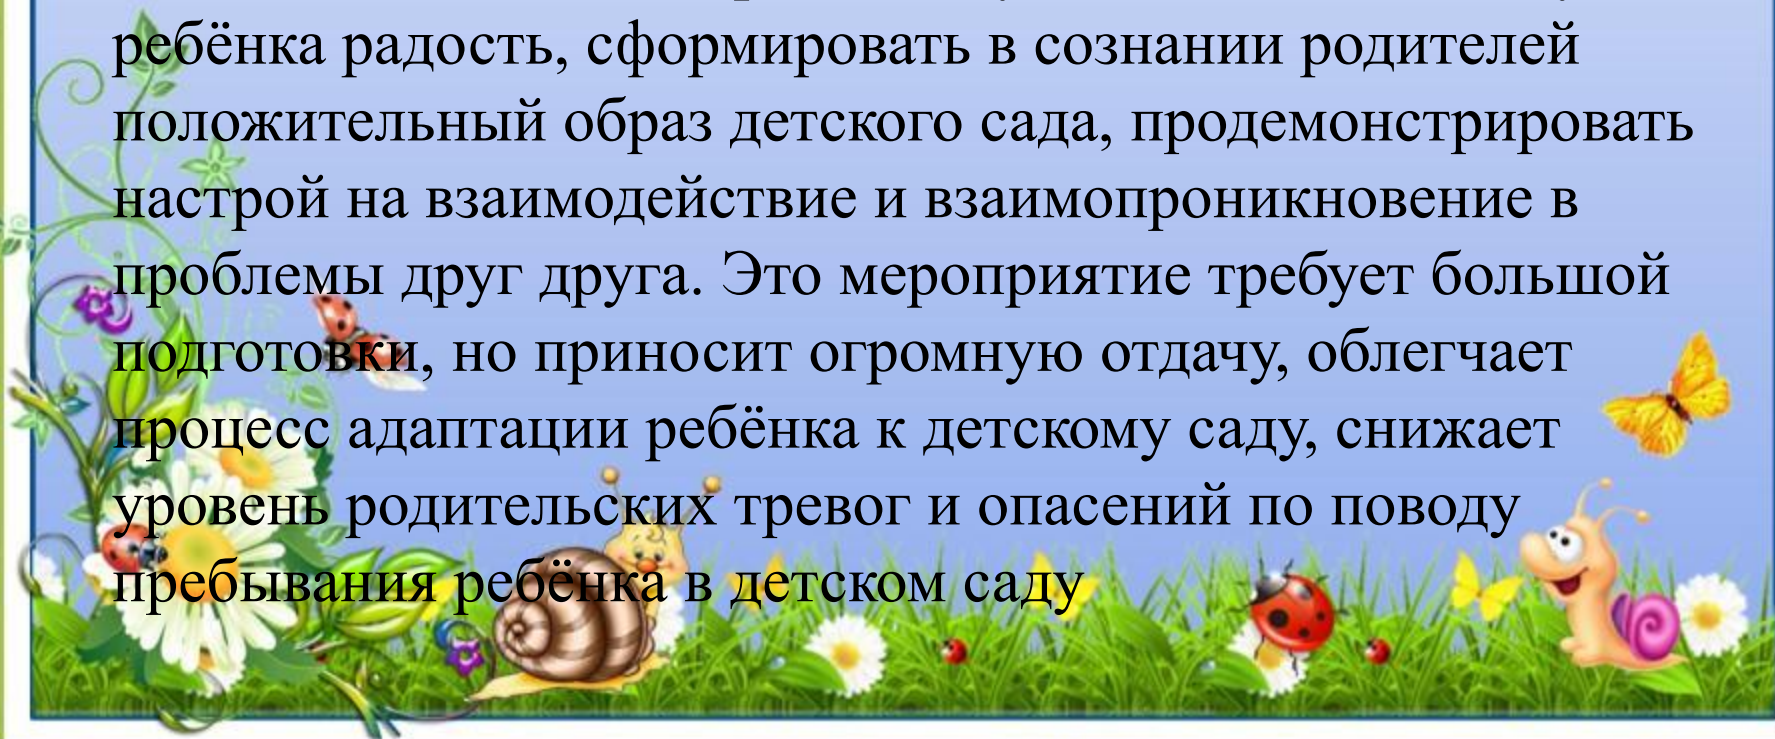 ребёнка радость, сформировать в сознании родителей
положительный образ детского сада, продемонстрировать
настрой на взаимодействие и взаимопроникновение в
проблемы друг друга. Это мероприятие требует большой
подготовки, но приносит огромную отдачу, облегчает
процесс адаптации ребёнка к детскому саду, снижает
уровень родительских тревог и опасений по поводу
пребывания ребёнка в детском саду